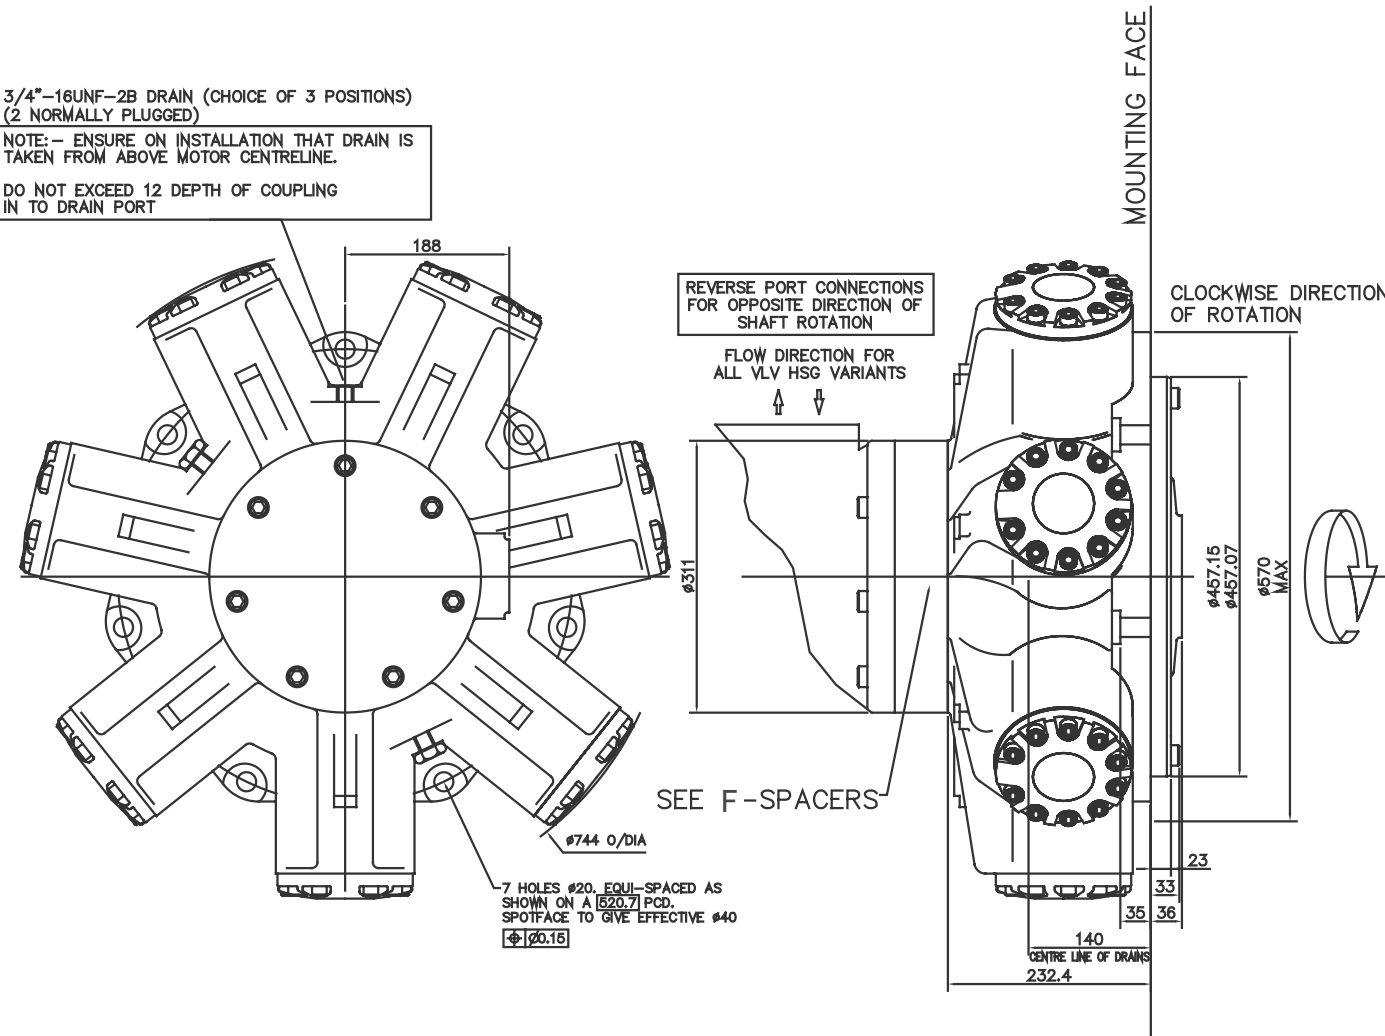 MOUNTING FACE
3/4"-16UNF-2B DRAIN (CHOICE OF 3 POSITIONS)
(2 NORMALLY PLUGGED)
NOTE:- ENSURE ON INSTALLATION THAT DRAIN IS
TAKEN FROM ABOVE MOTOR CENTRELINE.
DO NOT EXCEED 12 DEPTH OF COUPLING
IN TO DRAIN PORT
188
REVERSE PORT CONNECTIONS
FOR OPPOSITE DIRECTION OF
SHAFT ROTATION
FLOW DIRECTION FOR
ALL VLV HSG VARIANTS
CLOCKWISE DIRECTION
OF ROTATION
ø311
ø457.15
ø457.07
ø570
MAX
SEE F-SPACERS
ø744 O/DIA
7 HOLES ø20. EQUI-SPACED AS
SHOWN ON A 520.7 PCD.
SPOTFACE TO GIVE EFFECTIVE ø40
⌖ Ø0.15
23
33
35
36
140
CENTRE LINE OF DRAINS
232.4